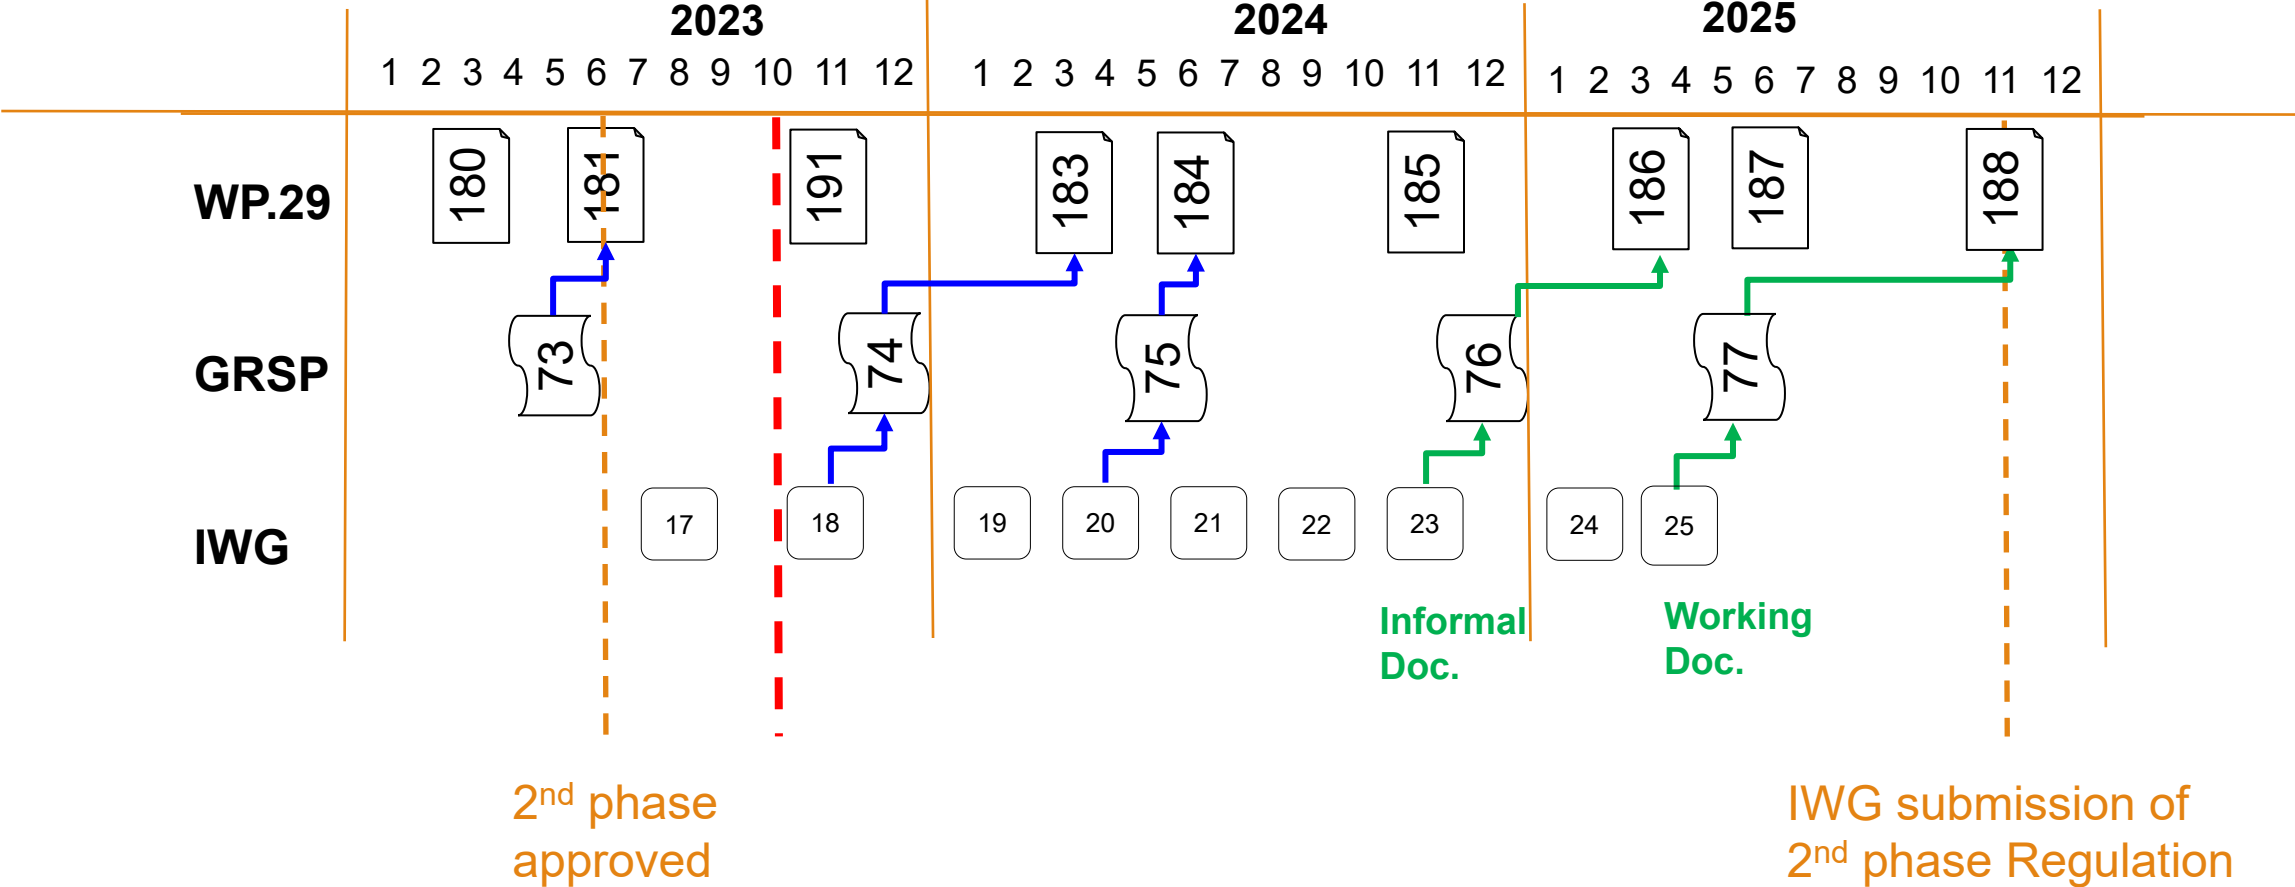 2023 2024 2025
1 2 3 4 5 6 7 8 9 10 11 12 1 2 3 4 5 6 7 8 9 10 11 12 1 2 3 4 5 6 7 8 9 10 11 12
WP.29 180 181 191 183 184 185 186 187 188
GRSP 73 74 75 76 77
IWG 17 18 19 20 21 22 23 24 25
Informal
Doc.
Working
Doc.
2nd phase
approved
IWG submission of
2nd phase Regulation